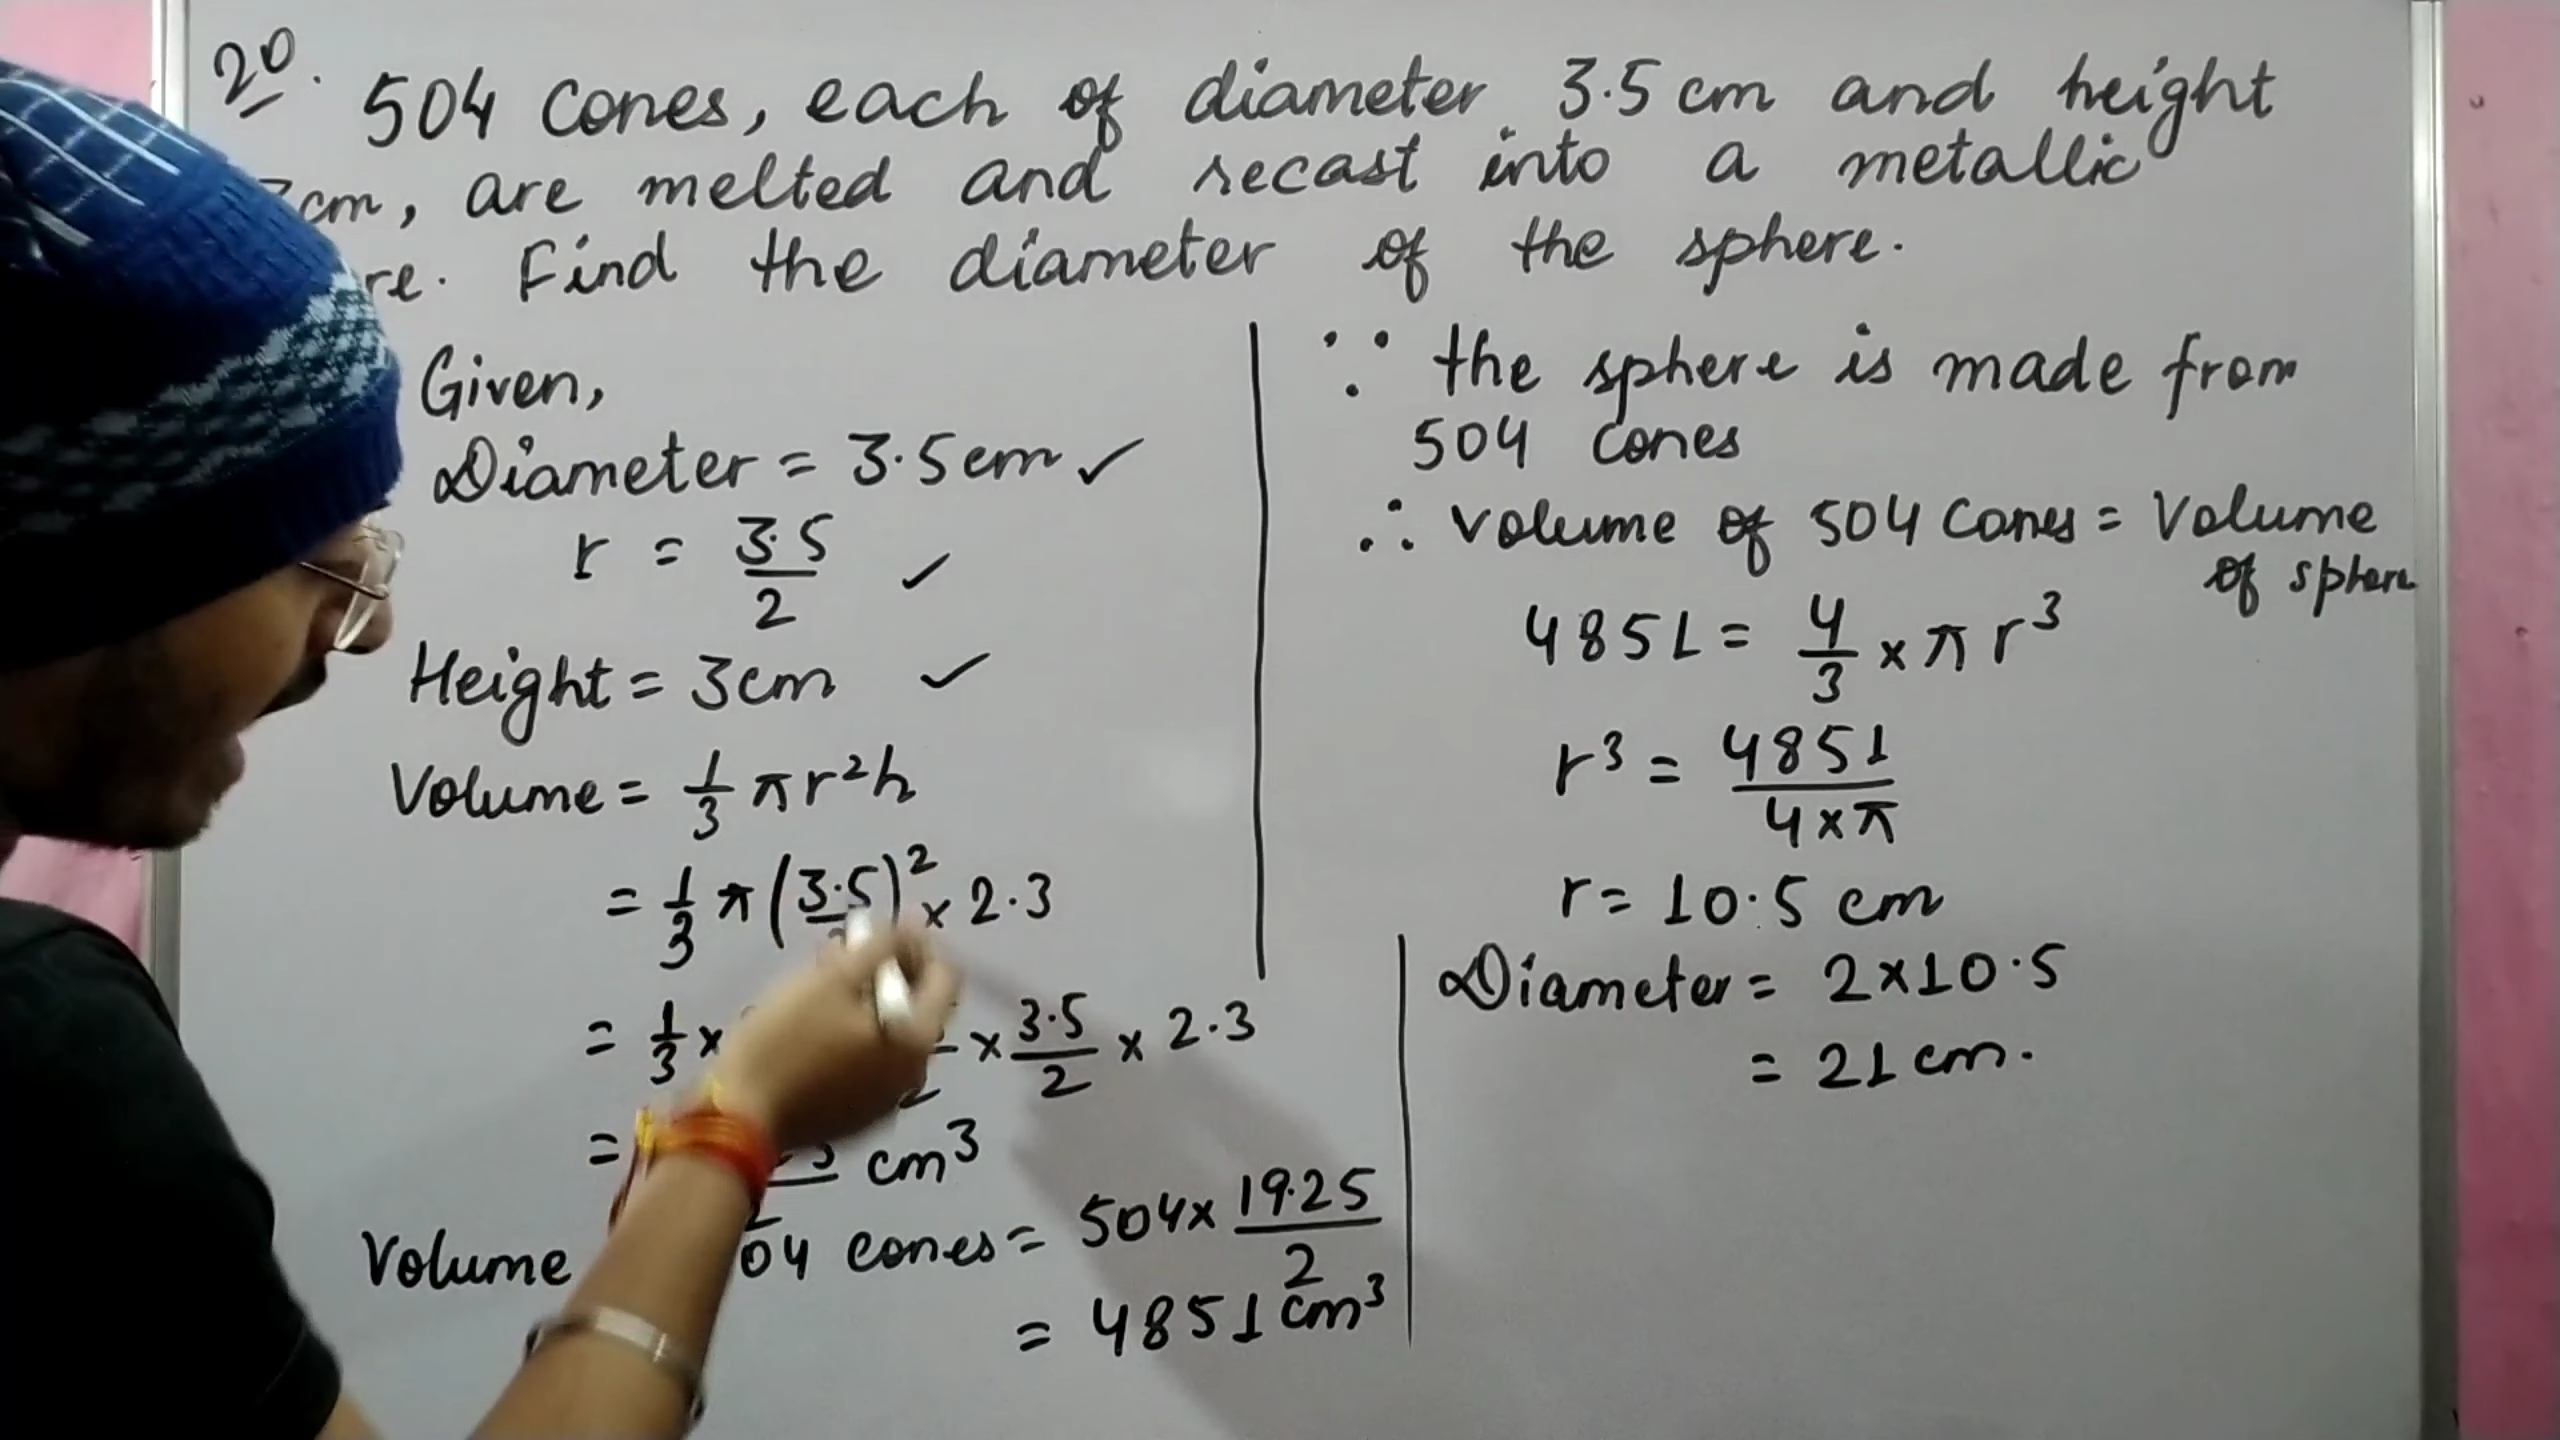 20.
504 cones, each of diameter 3.5 cm and height
cm, are melted and recast into a metallic
re. Find the diameter of the sphere.
Given,
Diameter = 3.5 cm ✓
r = 3.5/2 ✓
Height = 3 cm ✓
Volume = 1/3 π r²h
= 1/3 π (3.5)² × 2.3
= 1/3 × × 3.5/2 × 2.3
= cm³
Volume 04 cones = 504 × 19.25/2
= 4851 cm³
∵ the sphere is made from
504 cones
∴ volume of 504 cones = Volume
of sphere
4851 = 4/3 × π r³
r³ = 4851/4×π
r = 10.5 cm
Diameter = 2×10.5
= 21 cm.